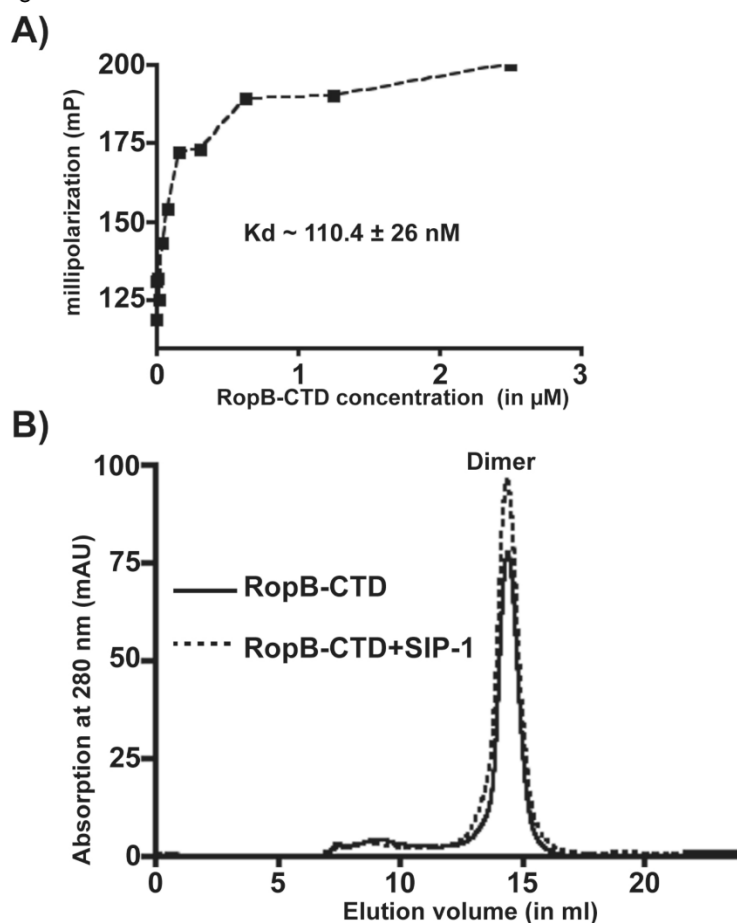 A)
200
175
150
125
millipolarization (mP)
Kd ~ 110.4 ± 26 nM
0 1 2 3
RopB-CTD concentration (in µM)
B)
Dimer
100
75
50
25
0
Absorption at 280 nm (mAU)
RopB-CTD
RopB-CTD+SIP-1
0 5 10 15 20
Elution volume (in ml)